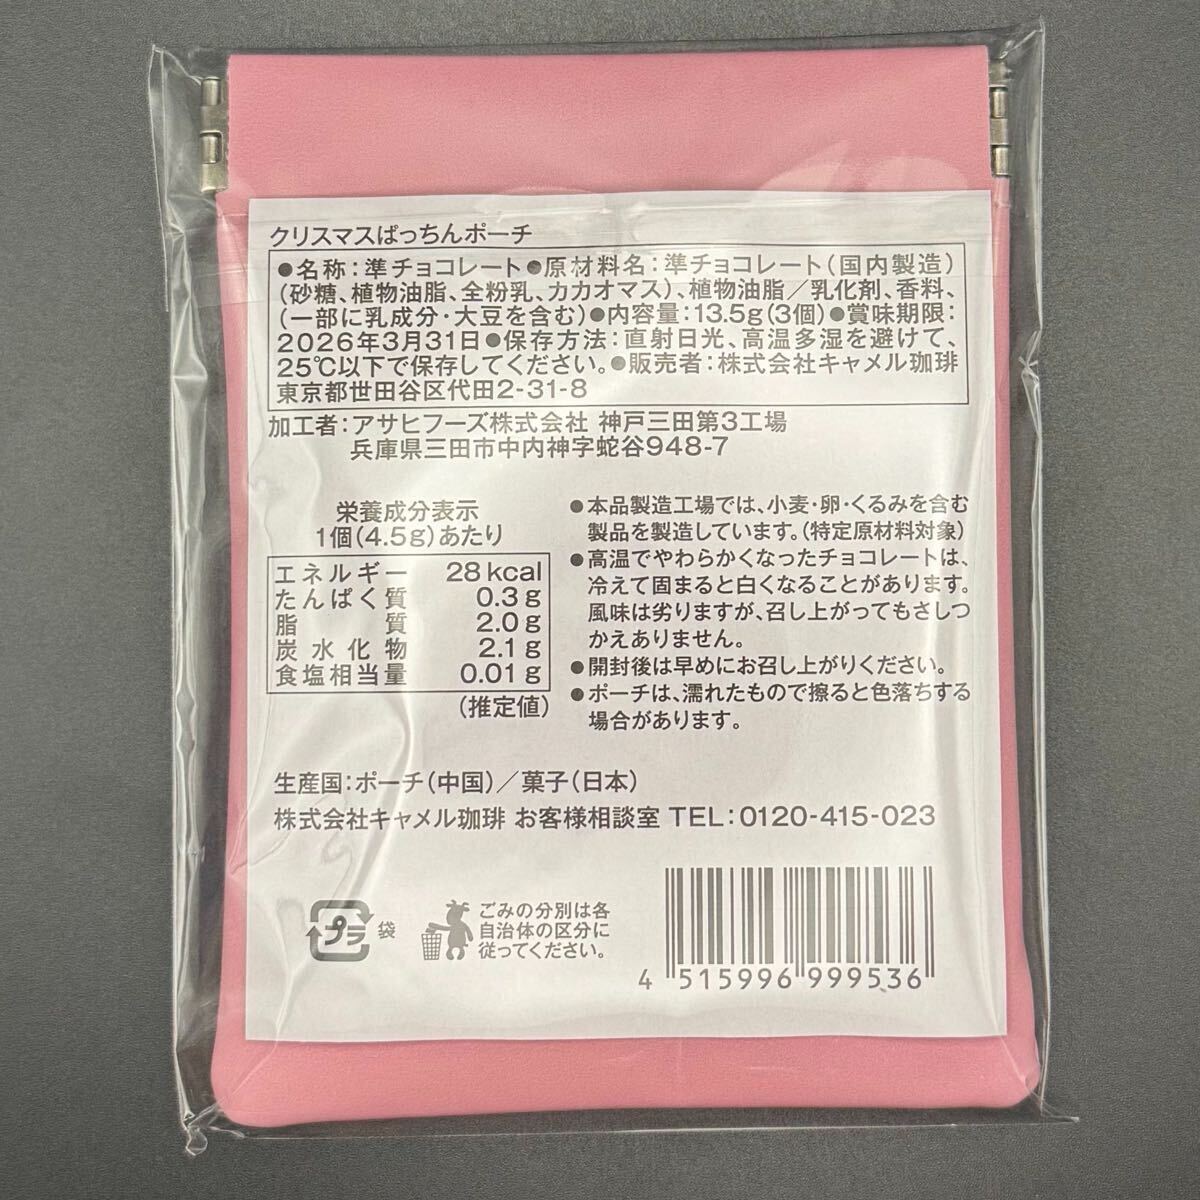 クリスマスぱっちんポーチ
●名称：準チョコレート●原材料名：準チョコレート（国内製造）
（砂糖、植物油脂、全粉乳、カカオマス）、植物油脂／乳化剤、香料、
（一部に乳成分・大豆を含む）●内容量：13.5g（3個）●賞味期限：
2026年3月31日●保存方法：直射日光、高温多湿を避けて、
25℃以下で保存してください。●販売者：株式会社キャメル珈琲
東京都世田谷区代田2-31-8
加工者：アサヒフーズ株式会社 神戸三田第3工場
兵庫県三田市中内神字蛇谷948-7
栄養成分表示
1個（4.5g）あたり
エネルギー 28kcal
たんぱく質 0.3g
脂質 2.0g
炭水化物 2.1g
食塩相当量 0.01g
（推定値）
●本品製造工場では、小麦・卵・くるみを含む
製品を製造しています。（特定原材料対象）
●高温でやわらかくなったチョコレートは、
冷えて固まると白くなることがあります。
風味は劣りますが、召し上がってもさしつ
かえありません。
●開封後は早めにお召し上がりください。
●ポーチは、濡れたもので擦ると色落ちする
場合があります。
生産国：ポーチ（中国）／菓子（日本）
株式会社キャメル珈琲 お客様相談室 TEL：0120-415-023
プラ 袋
ごみの分別は各
自治体の区分に
従ってください。
4 515996 999536